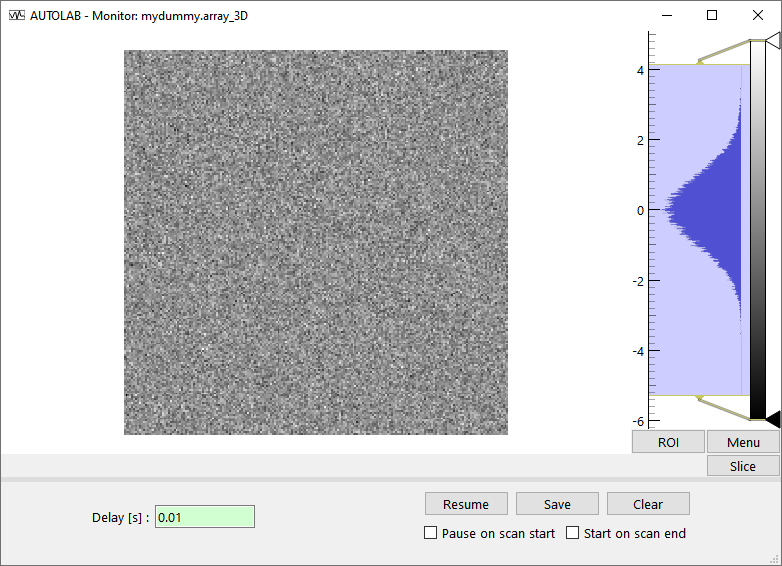 AUTOLAB - Monitor: mydummy.array_3D
4
2
0
-2
-4
-6
ROI Menu
Slice
Resume Save Clear
Delay [s] : 0.01
Pause on scan start Start on scan end